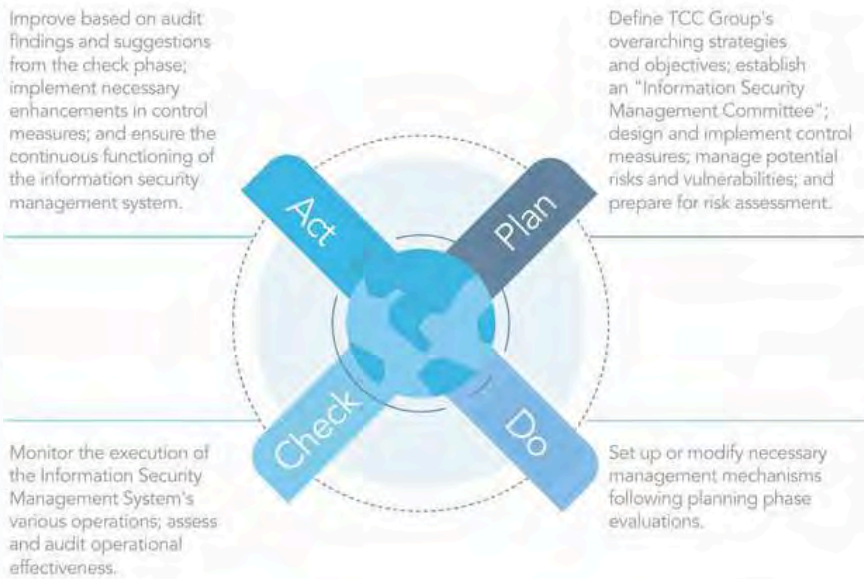 Improve based on audit
findings and suggestions
from the check phase;
implement necessary
enhancements in control
measures; and ensure the
continuous functioning of
the information security
management system.
Define TCC Group's
overarching strategies
and objectives; establish
an "Information Security
Management Committee";
design and implement control
measures; manage potential
risks and vulnerabilities; and
prepare for risk assessment.
Act
Plan
Check
Do
Monitor the execution of
the Information Security
Management System's
various operations; assess
and audit operational
effectiveness.
Set up or modify necessary
management mechanisms
following planning phase
evaluations.